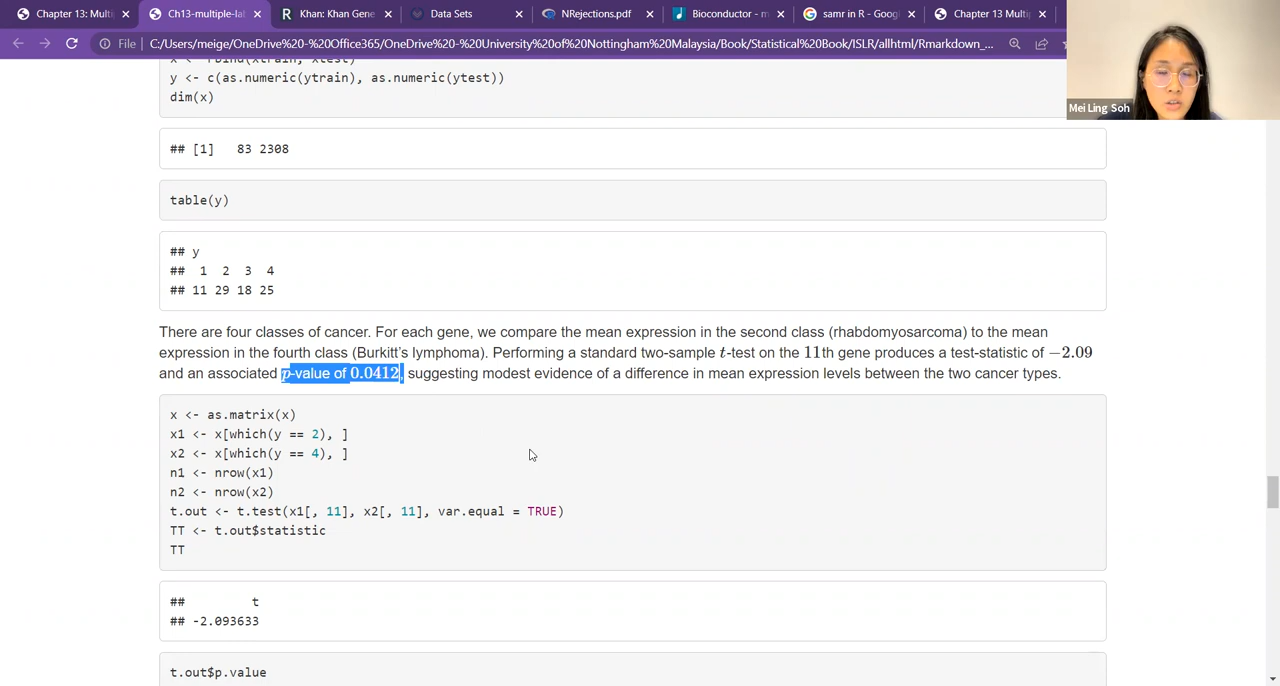 Chapter 13: Multip
Ch13-multiple-lab
Khan: Khan Gene
Data Sets
NRejections.pdf
Bioconductor - m
samr in R - Goog
Chapter 13 Multi
File
C:/Users/meige/OneDrive%20-%20Office365/OneDrive%20-%20University%20of%20Nottingham%20Malaysia/Book/Statistical%20Book/ISLR/allhtml/Rmarkdown_...
Mei Ling Soh
y <- c(as.numeric(ytrain), as.numeric(ytest))
dim(x)
## [1] 83 2308
table(y)
## y
## 1 2 3 4
## 11 29 18 25
There are four classes of cancer. For each gene, we compare the mean expression in the second class (rhabdomyosarcoma) to the mean
expression in the fourth class (Burkitt's lymphoma). Performing a standard two-sample t-test on the 11th gene produces a test-statistic of −2.09
and an associated p-value of 0.0412, suggesting modest evidence of a difference in mean expression levels between the two cancer types.
x <- as.matrix(x)
x1 <- x[which(y == 2), ]
x2 <- x[which(y == 4), ]
n1 <- nrow(x1)
n2 <- nrow(x2)
t.out <- t.test(x1[, 11], x2[, 11], var.equal = TRUE)
TT <- t.out$statistic
TT
## t
## -2.093633
t.out$p.value